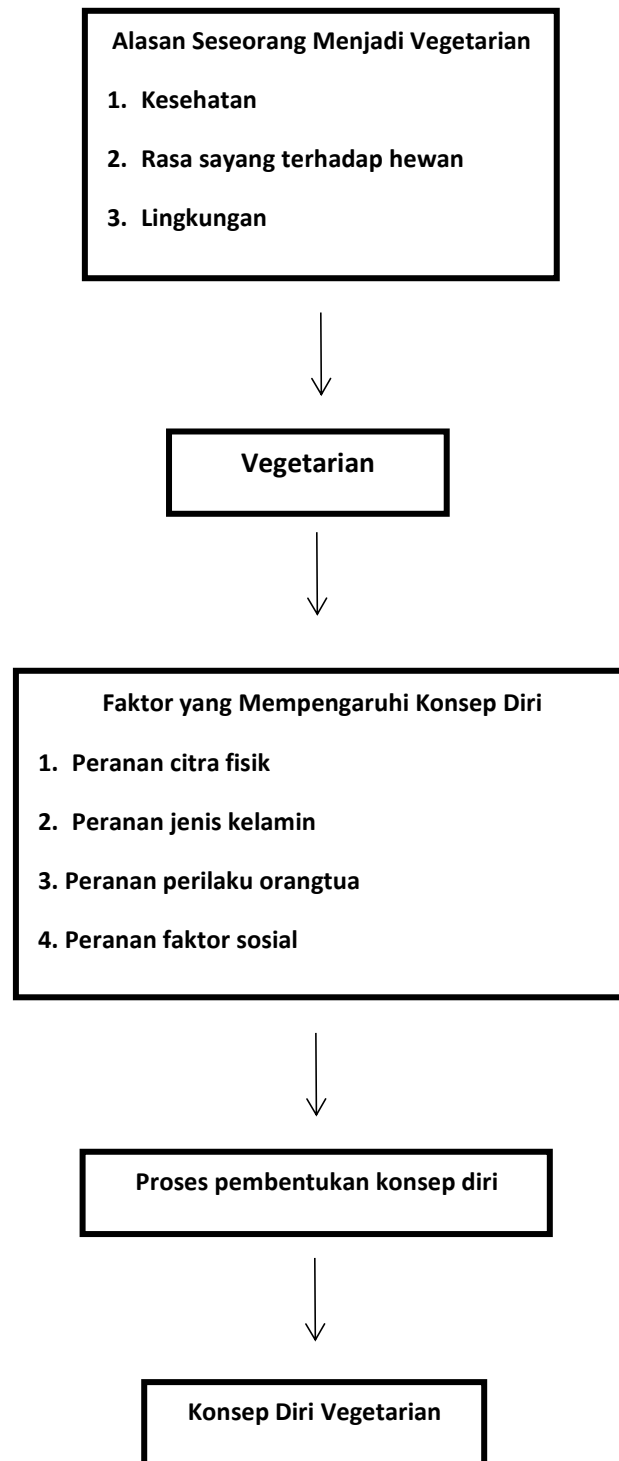 Alasan Seseorang Menjadi Vegetarian
1. Kesehatan
2. Rasa sayang terhadap hewan
3. Lingkungan
Vegetarian
Faktor yang Mempengaruhi Konsep Diri
1. Peranan citra fisik
2. Peranan jenis kelamin
3. Peranan perilaku orangtua
4. Peranan faktor sosial
Proses pembentukan konsep diri
Konsep Diri Vegetarian